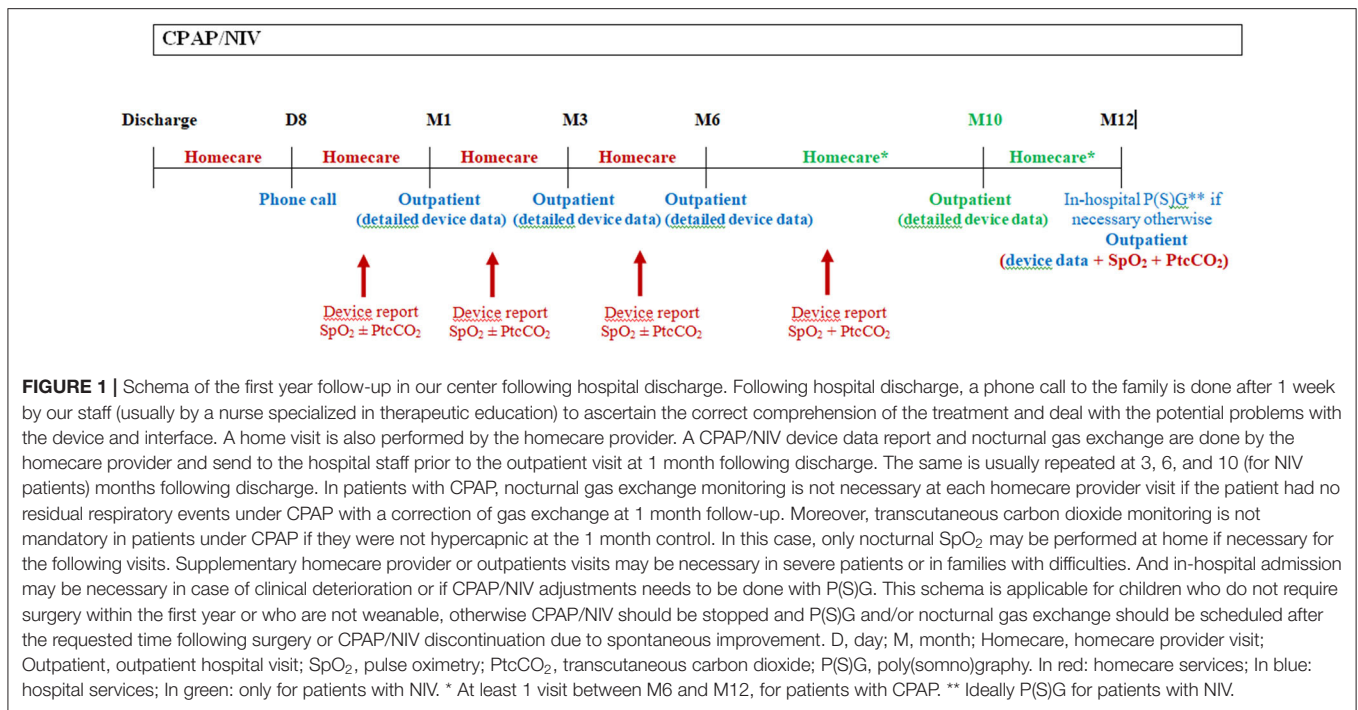 CPAP/NIV
Discharge D8 M1 M3 M6 M10 M12
Homecare Homecare Homecare Homecare Homecare* Homecare*
Phone call Outpatient Outpatient Outpatient Outpatient In-hospital P(S)G** if
(detailed device data) (detailed device data) (detailed device data) (detailed device data) necessary otherwise
Outpatient
(device data + SpO₂ + PtcCO₂)
Device report Device report Device report Device report
SpO₂ ± PtcCO₂ SpO₂ ± PtcCO₂ SpO₂ ± PtcCO₂ SpO₂ + PtcCO₂
FIGURE 1 | Schema of the first year follow-up in our center following hospital discharge. Following hospital discharge, a phone call to the family is done after 1 week
by our staff (usually by a nurse specialized in therapeutic education) to ascertain the correct comprehension of the treatment and deal with the potential problems with
the device and interface. A home visit is also performed by the homecare provider. A CPAP/NIV device data report and nocturnal gas exchange are done by the
homecare provider and send to the hospital staff prior to the outpatient visit at 1 month following discharge. The same is usually repeated at 3, 6, and 10 (for NIV
patients) months following discharge. In patients with CPAP, nocturnal gas exchange monitoring is not necessary at each homecare provider visit if the patient had no
residual respiratory events under CPAP with a correction of gas exchange at 1 month follow-up. Moreover, transcutaneous carbon dioxide monitoring is not
mandatory in patients under CPAP if they were not hypercapnic at the 1 month control. In this case, only nocturnal SpO₂ may be performed at home if necessary for
the following visits. Supplementary homecare provider or outpatients visits may be necessary in severe patients or in families with difficulties. And in-hospital admission
may be necessary in case of clinical deterioration or if CPAP/NIV adjustments needs to be done with P(S)G. This schema is applicable for children who do not require
surgery within the first year or who are not weanable, otherwise CPAP/NIV should be stopped and P(S)G and/or nocturnal gas exchange should be scheduled after
the requested time following surgery or CPAP/NIV discontinuation due to spontaneous improvement. D, day; M, month; Homecare, homecare provider visit;
Outpatient, outpatient hospital visit; SpO₂, pulse oximetry; PtcCO₂, transcutaneous carbon dioxide; P(S)G, poly(somno)graphy. In red: homecare services; In blue:
hospital services; In green: only for patients with NIV. * At least 1 visit between M6 and M12, for patients with CPAP. ** Ideally P(S)G for patients with NIV.